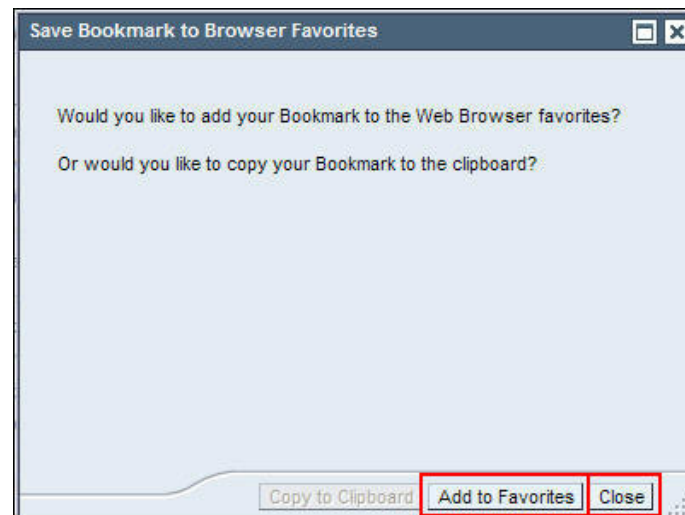 Save Bookmark to Browser Favorites
Would you like to add your Bookmark to the Web Browser favorites?
Or would you like to copy your Bookmark to the clipboard?
Copy to Clipboard Add to Favorites Close